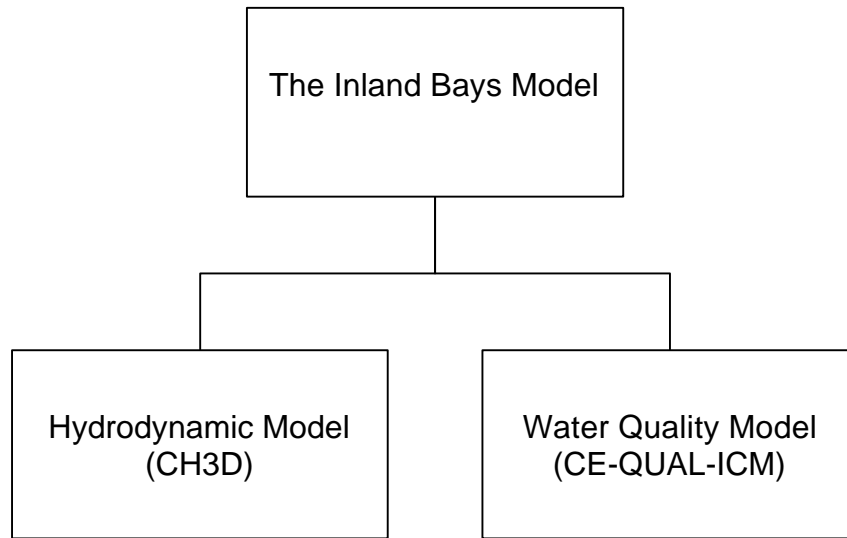 The Inland Bays Model
Hydrodynamic Model
(CH3D)
Water Quality Model
(CE-QUAL-ICM)